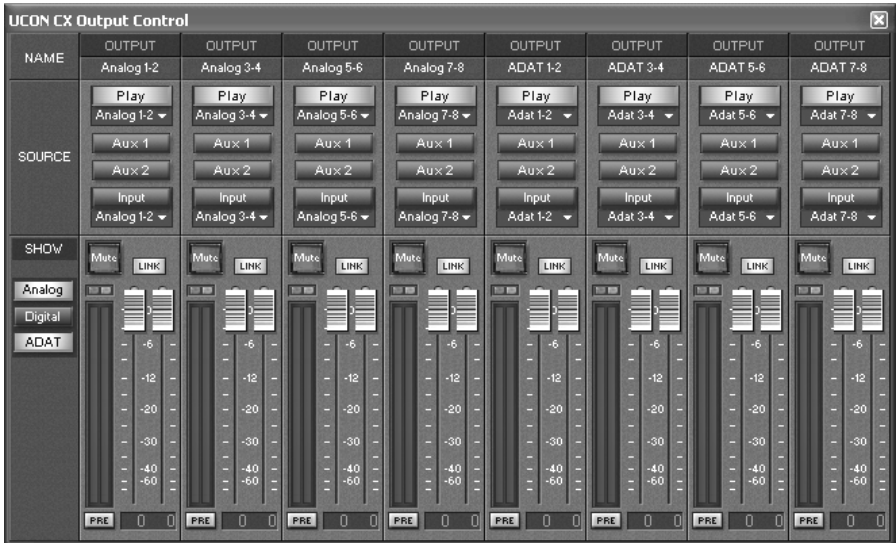 UCON CX Output Control
NAME OUTPUT OUTPUT OUTPUT OUTPUT OUTPUT OUTPUT OUTPUT OUTPUT
Analog 1-2 Analog 3-4 Analog 5-6 Analog 7-8 ADAT 1-2 ADAT 3-4 ADAT 5-6 ADAT 7-8
SOURCE
Play Play Play Play Play Play Play Play
Analog 1-2 Analog 3-4 Analog 5-6 Analog 7-8 Adat 1-2 Adat 3-4 Adat 5-6 Adat 7-8
Aux 1 Aux 1 Aux 1 Aux 1 Aux 1 Aux 1 Aux 1 Aux 1
Aux 2 Aux 2 Aux 2 Aux 2 Aux 2 Aux 2 Aux 2 Aux 2
Input Input Input Input Input Input Input Input
Analog 1-2 Analog 3-4 Analog 5-6 Analog 7-8 Adat 1-2 Adat 3-4 Adat 5-6 Adat 7-8
SHOW
Mute LINK Mute LINK Mute LINK Mute LINK Mute LINK Mute LINK Mute LINK Mute LINK
Analog
Digital
ADAT
-6 -6 -6 -6 -6 -6 -6 -6
-12 -12 -12 -12 -12 -12 -12 -12
-20 -20 -20 -20 -20 -20 -20 -20
-30 -30 -30 -30 -30 -30 -30 -30
-40 -40 -40 -40 -40 -40 -40 -40
-60 -60 -60 -60 -60 -60 -60 -60
PRE 0 0 PRE 0 0 PRE 0 0 PRE 0 0 PRE 0 0 PRE 0 0 PRE 0 0 PRE 0 0